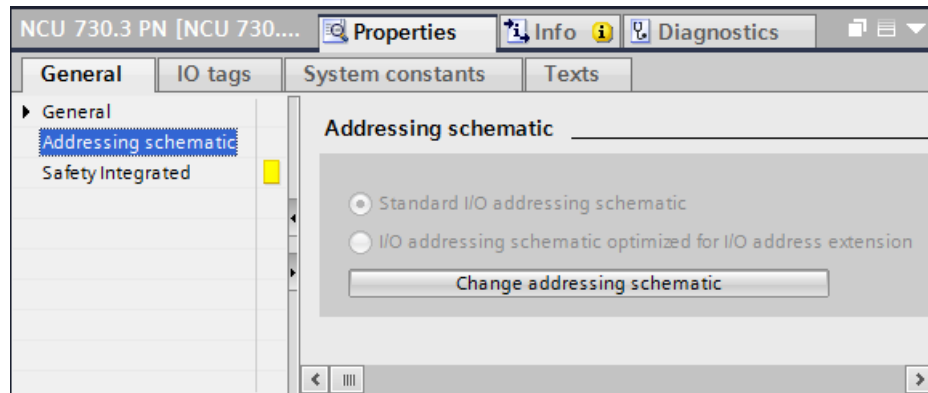 NCU 730.3 PN [NCU 730.... Properties Info Diagnostics
General IO tags System constants Texts
General
Addressing schematic
Safety Integrated
Addressing schematic
Standard I/O addressing schematic
I/O addressing schematic optimized for I/O address extension
Change addressing schematic